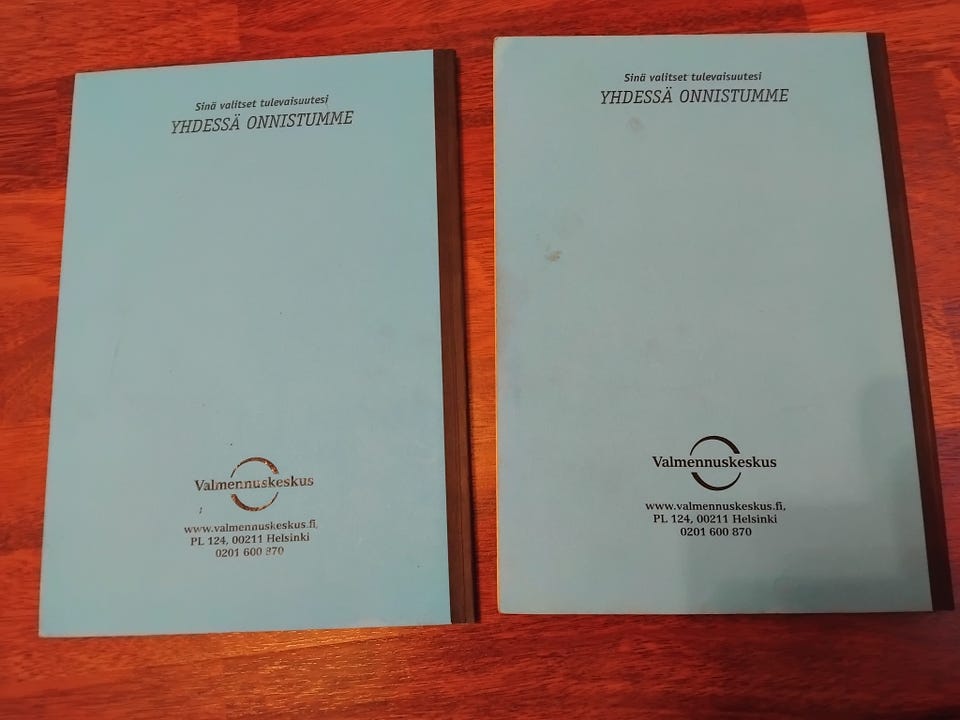 Sinä valitset tulevaisuutesi
YHDESSÄ ONNISTUMME
Valmennuskeskus
www.valmennuskeskus.fi,
PL 124, 00211 Helsinki
0201 600 870
Sinä valitset tulevaisuutesi
YHDESSÄ ONNISTUMME
Valmennuskeskus
www.valmennuskeskus.fi,
PL 124, 00211 Helsinki
0201 600 870